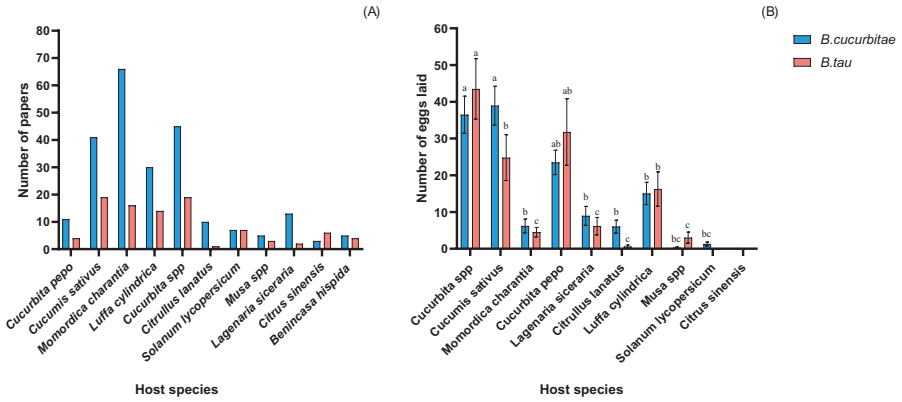 (A)
Number of papers
80
70
60
50
40
30
20
10
0
Cucurbita pepo
Cucumis sativus
Momordica charantia
Luffa cylindrica
Cucurbita spp
Citrullus lanatus
Solanum lycopersicum
Musa spp
Lagenaria siceraria
Citrus sinensis
Benincasa hispida
Host species
(B)
Number of eggs laid
60
50
40
30
20
10
0
a
a
a
b
ab
ab
b
c
b
c
b
c
b
b
bc
c
bc
Cucurbita spp
Cucumis sativus
Momordica charantia
Cucurbita pepo
Lagenaria siceraria
Citrullus lanatus
Luffa cylindrica
Musa spp
Solanum lycopersicum
Citrus sinensis
Host species
B.cucurbitae
B.tau